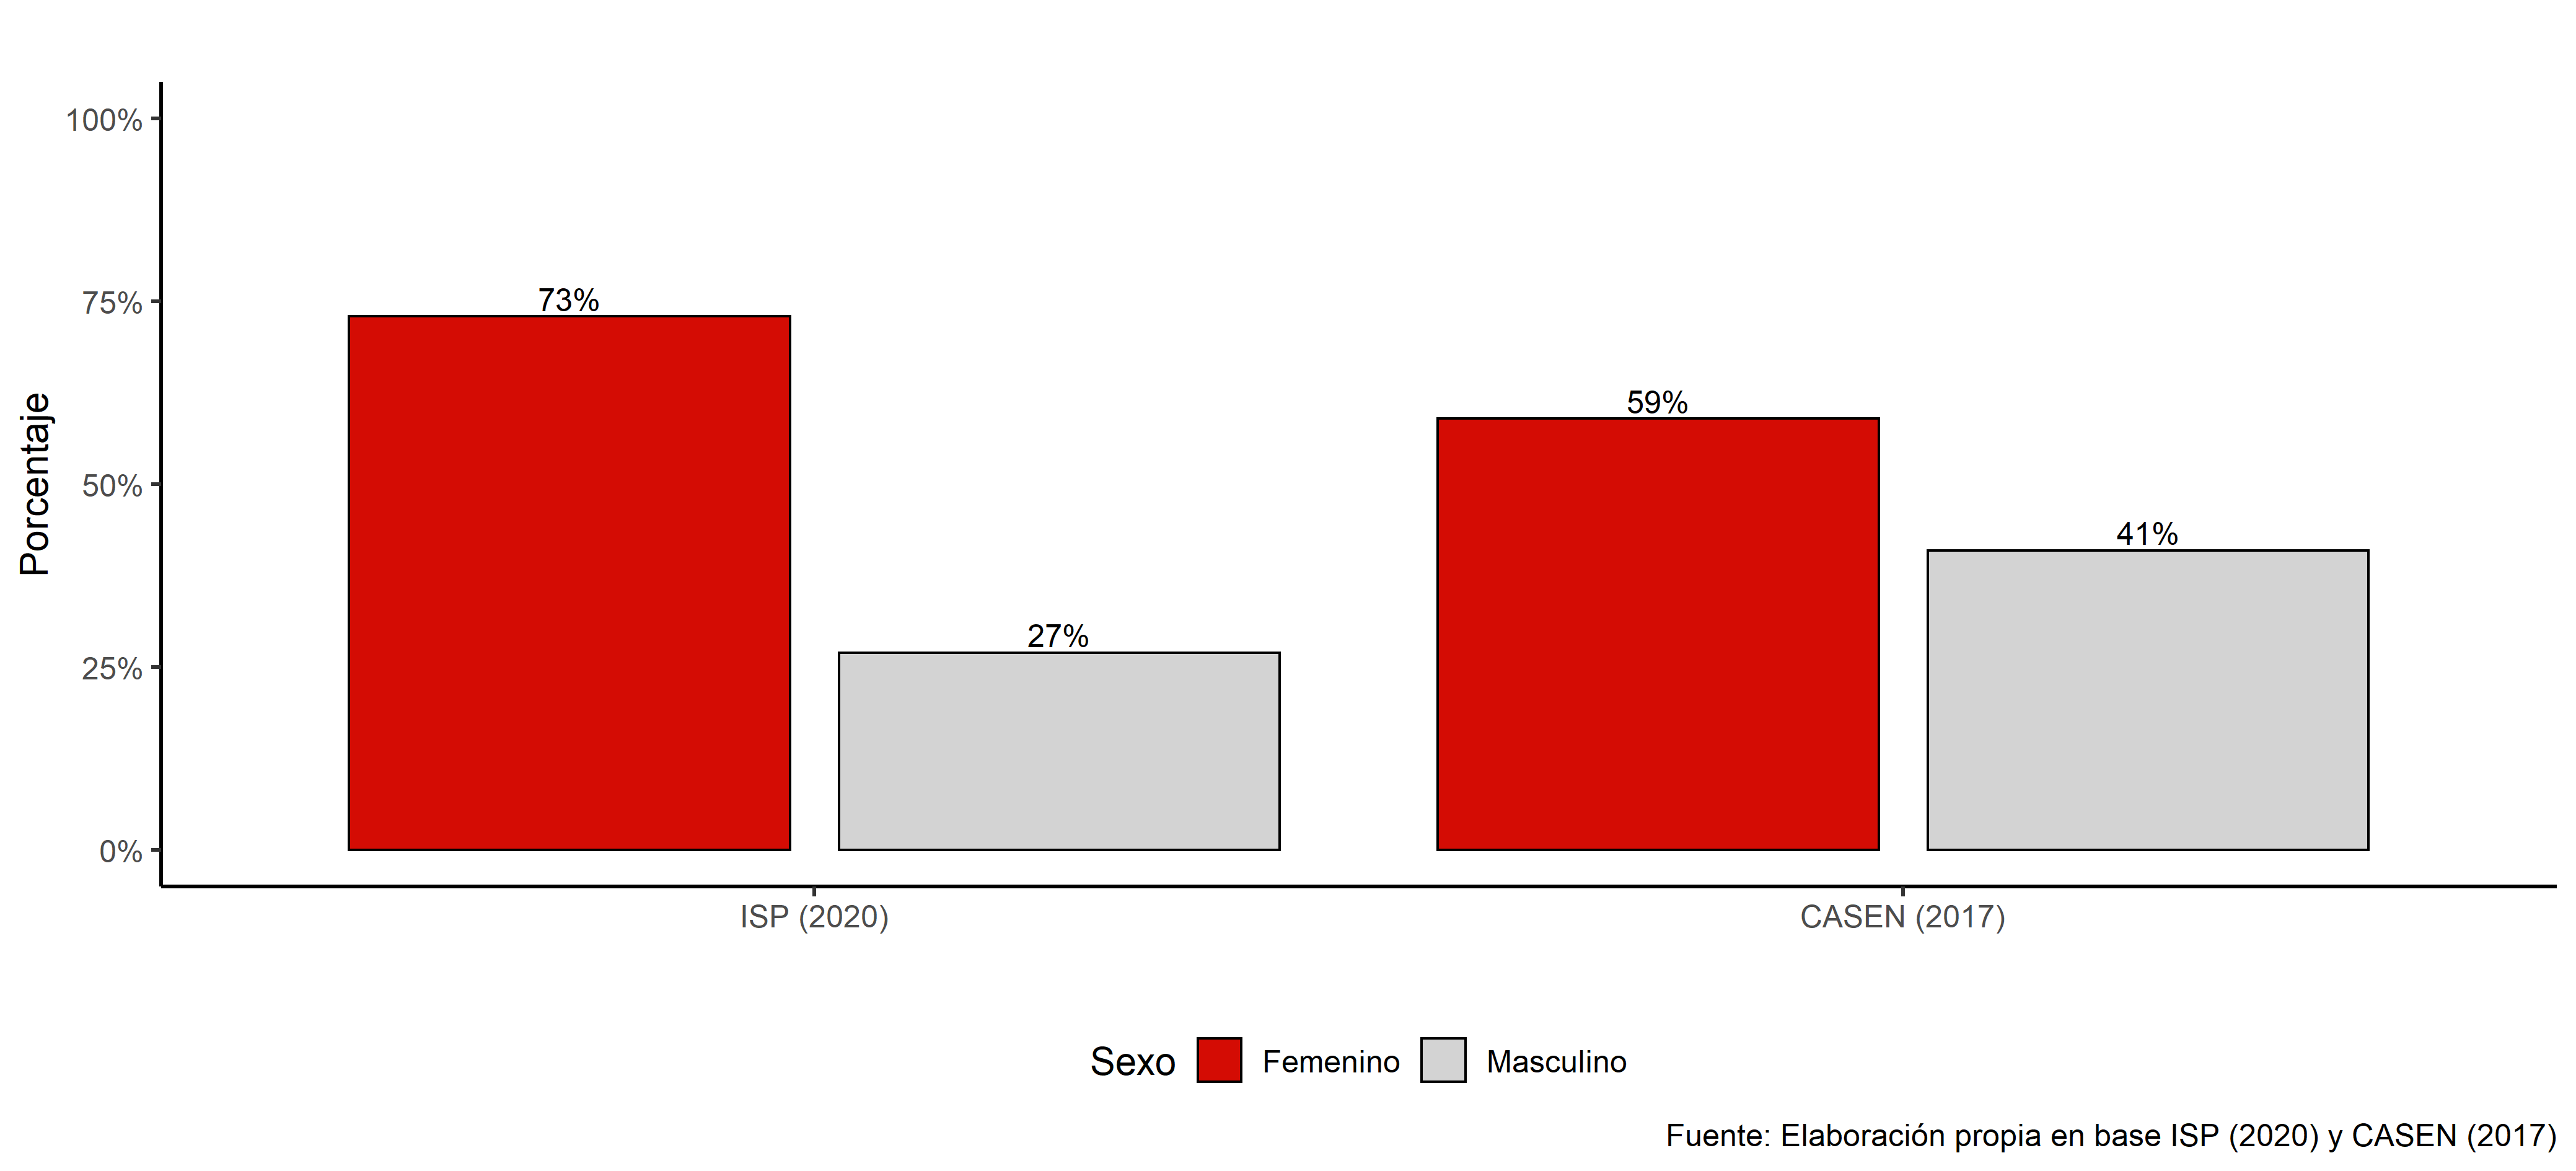 Porcentaje
100%
75%
50%
25%
0%
73%
27%
59%
41%
ISP (2020)
CASEN (2017)
Sexo Femenino Masculino
Fuente: Elaboración propia en base ISP (2020) y CASEN (2017)